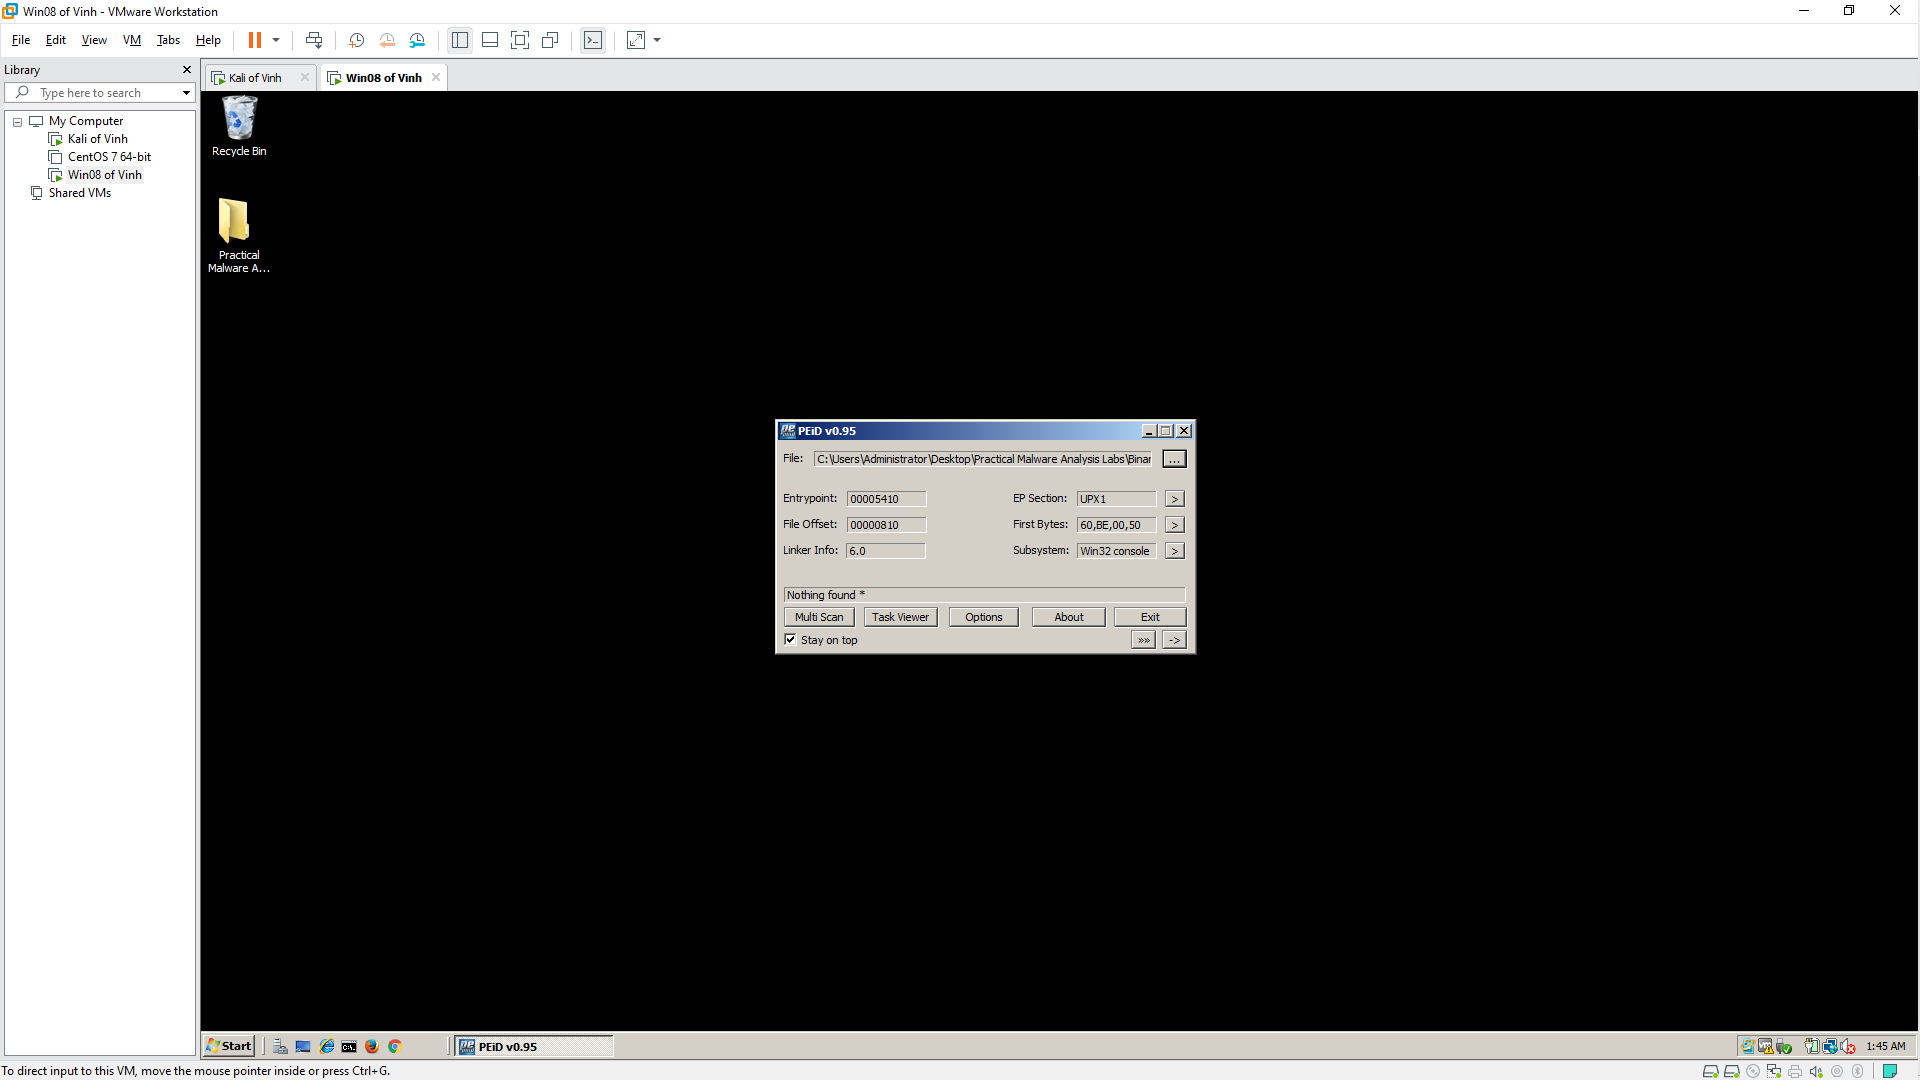 Win08 of Vinh - VMware Workstation
File Edit View VM Tabs Help
Library
Type here to search
My Computer
Kali of Vinh
CentOS 7 64-bit
Win08 of Vinh
Shared VMs
Kali of Vinh
Win08 of Vinh
Recycle Bin
Practical
Malware A...
PEiD v0.95
File: C:\Users\Administrator\Desktop\Practical Malware Analysis Labs\Binar ...
Entrypoint: 00005410 EP Section: UPX1 >
File Offset: 00000810 First Bytes: 60,BE,00,50 >
Linker Info: 6.0 Subsystem: Win32 console >
Nothing found *
Multi Scan Task Viewer Options About Exit
Stay on top »» ->
Start PEiD v0.95 1:45 AM
To direct input to this VM, move the mouse pointer inside or press Ctrl+G.